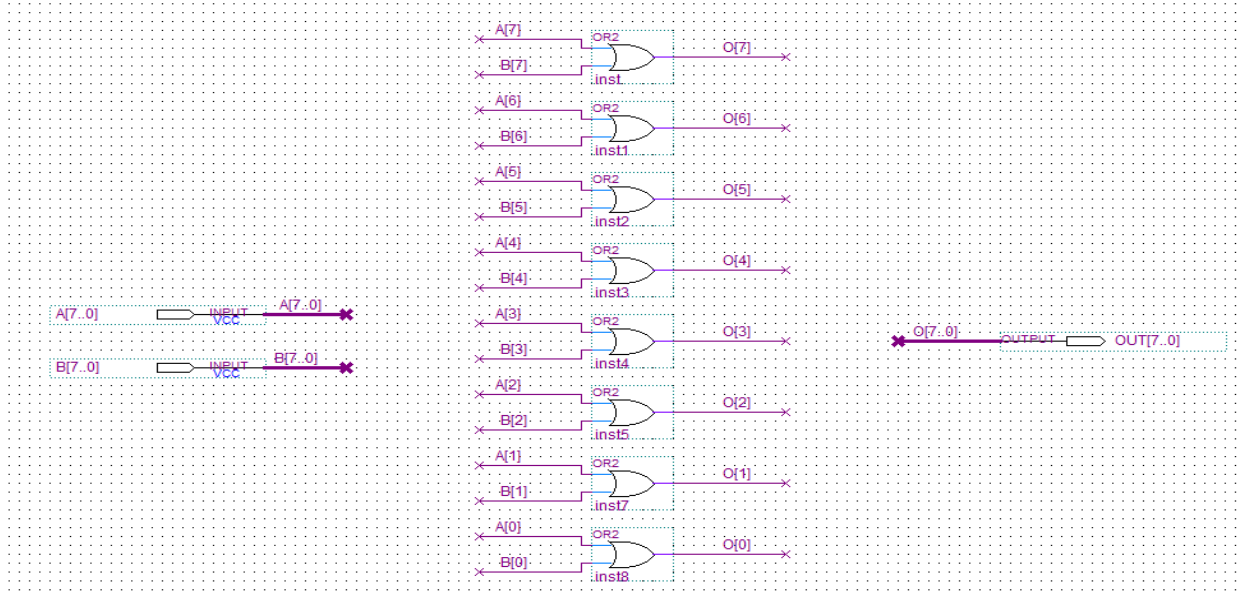 A[7..0]
INPUT
VCC
A[7..0]
B[7..0]
INPUT
VCC
B[7..0]
A[7]
B[7]
OR2
inst
O[7]
A[6]
B[6]
OR2
inst1
O[6]
A[5]
B[5]
OR2
inst2
O[5]
A[4]
B[4]
OR2
inst3
O[4]
A[3]
B[3]
OR2
inst4
O[3]
A[2]
B[2]
OR2
inst5
O[2]
A[1]
B[1]
OR2
inst7
O[1]
A[0]
B[0]
OR2
inst8
O[0]
O[7..0]
OUTPUT
OUT[7..0]